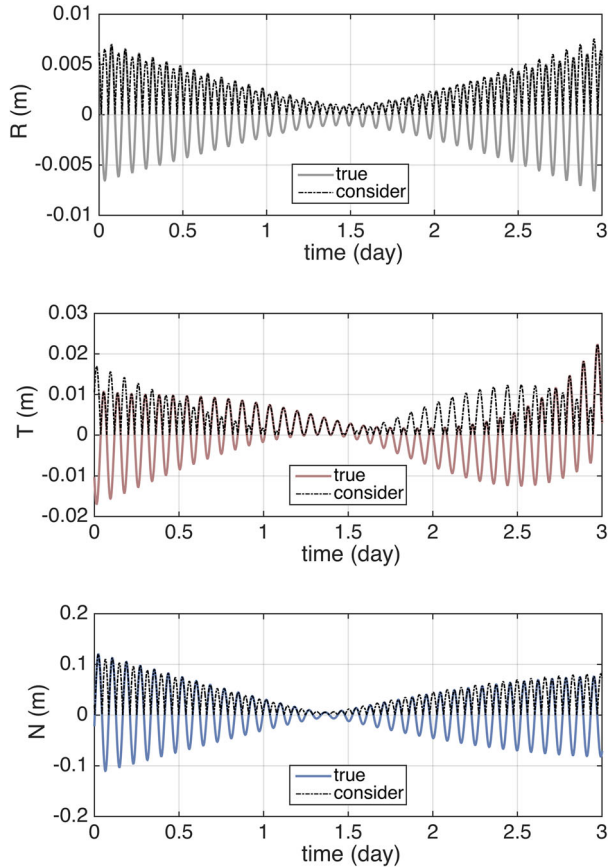 0.01
0.005
0
-0.005
-0.01
R (m)
true
consider
0 0.5 1 1.5 2 2.5 3
time (day)
0.03
0.02
0.01
0
-0.01
-0.02
T (m)
true
consider
0 0.5 1 1.5 2 2.5 3
time (day)
0.2
0.1
0
-0.1
-0.2
N (m)
true
consider
0 0.5 1 1.5 2 2.5 3
time (day)